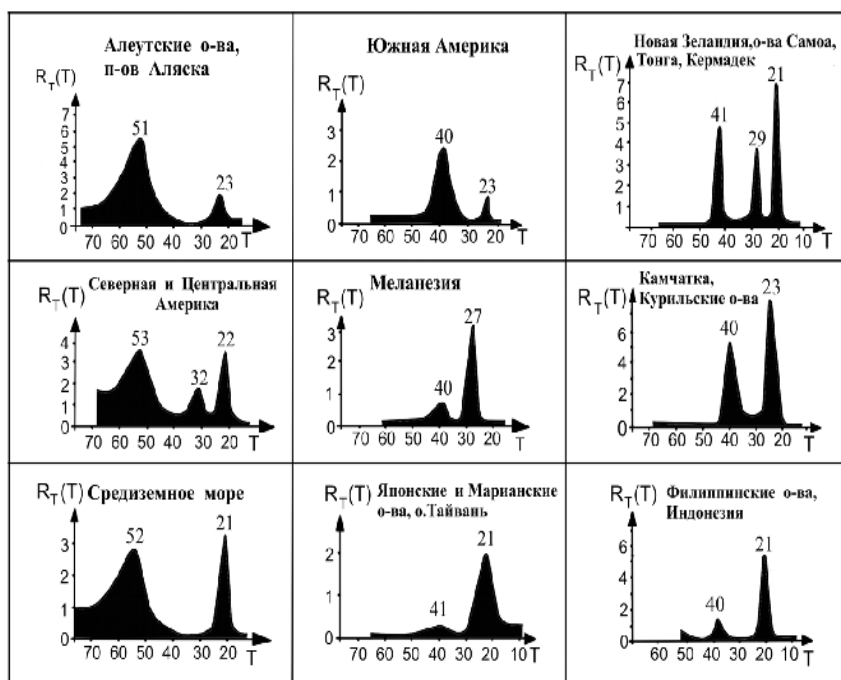 Алеутские о-ва,
п-ов Аляска
R_T(T)
7
6
5
4
3
2
1
0
51
23
70 60 50 40 30 20 T
Южная Америка
R_T(T)
3
2
1
0
40
23
70 60 50 40 30 20 T
Новая Зеландия,о-ва Самоа,
Тонга, Кермадек
R_T(T)
7
6
5
4
3
2
1
41
29
21
70 60 50 40 30 20 10 T
Северная и Центральная
Америка
R_T(T)
4
3
2
1
0
53
32
22
70 60 50 40 30 20 T
Меланезия
R_T(T)
3
2
1
0
40
27
60 50 40 30 20 T
Камчатка,
Курильские о-ва
R_T(T)
6
4
2
0
40
23
70 60 50 40 30 20 T
Средиземное море
R_T(T)
3
2
1
0
52
21
70 60 50 40 30 20 T
Японские и Марианские
о-ва, о.Тайвань
R_T(T)
2
1
0
41
21
70 60 50 40 30 20 10 T
Филиппинские о-ва,
Индонезия
R_T(T)
6
4
2
0
40
21
60 50 40 30 20 10 T